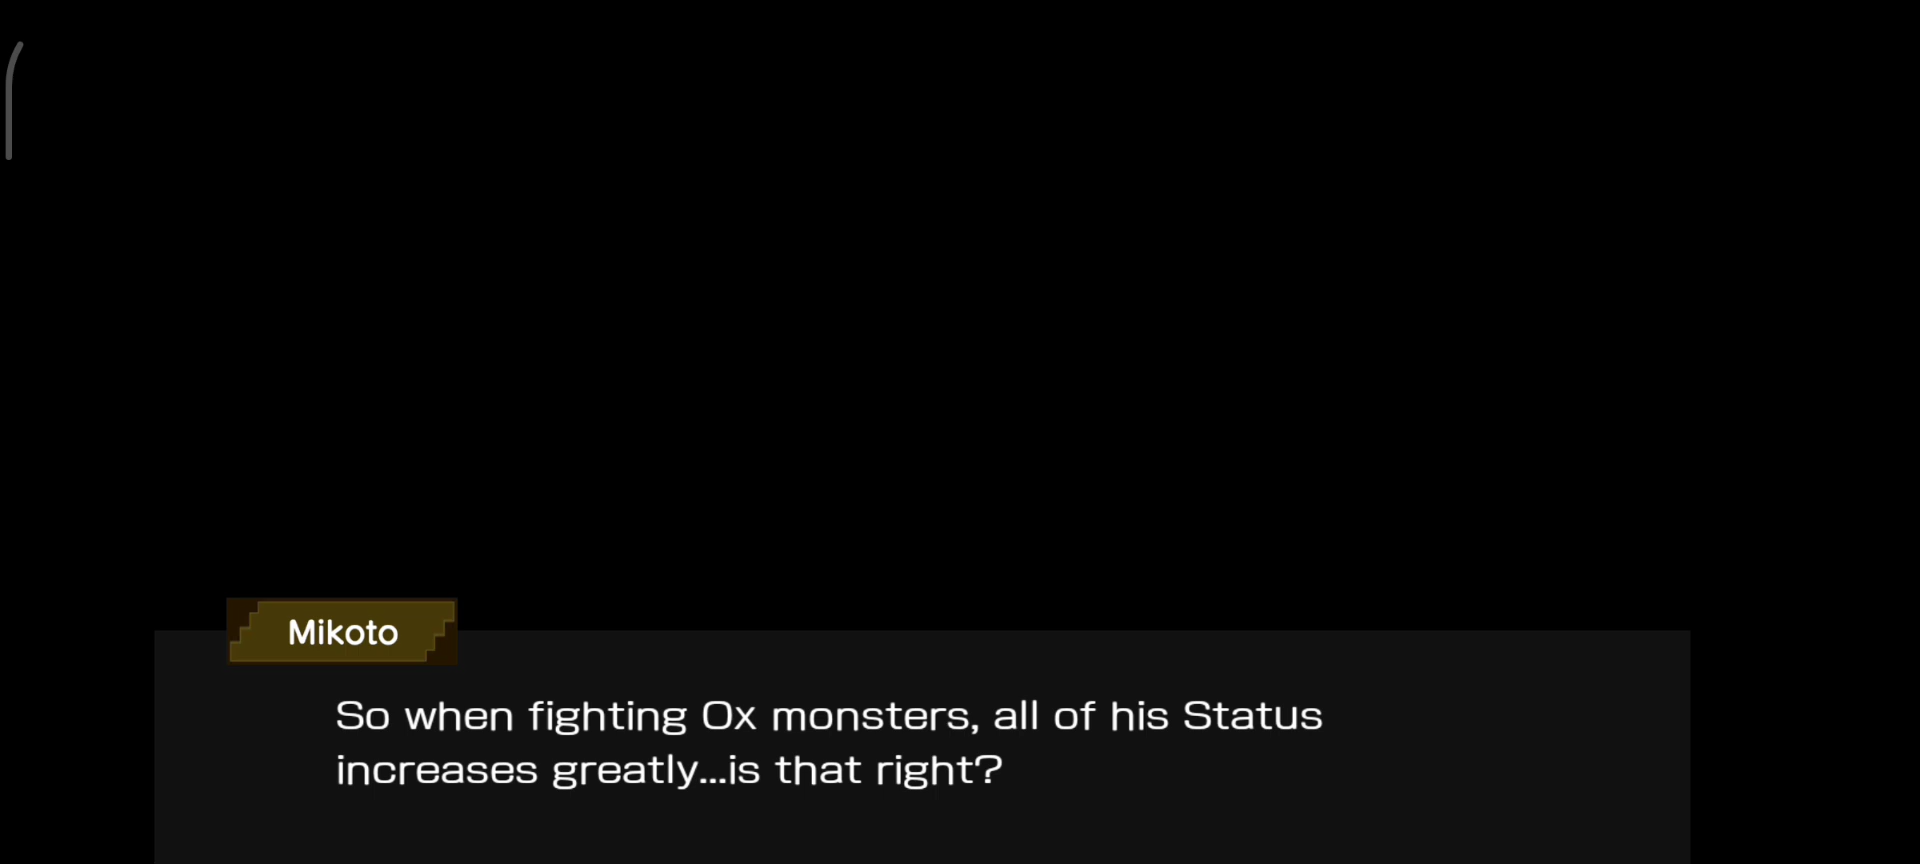 Mikoto
So when fighting Ox monsters, all of his Status
increases greatly...is that right?